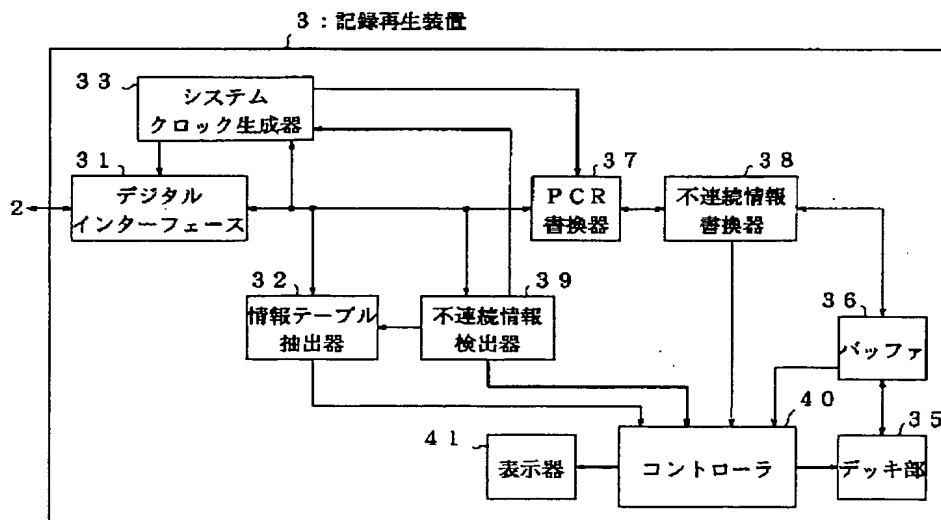 3：記録再生装置
33
システム
クロック生成器
31
デジタル
インターフェース
2
37
PCR
書換器
38
不連続情報
書換器
32
情報テーブル
抽出器
39
不連続情報
検出器
36
バッファ
40
コントローラ
41
表示器
35
デッキ部